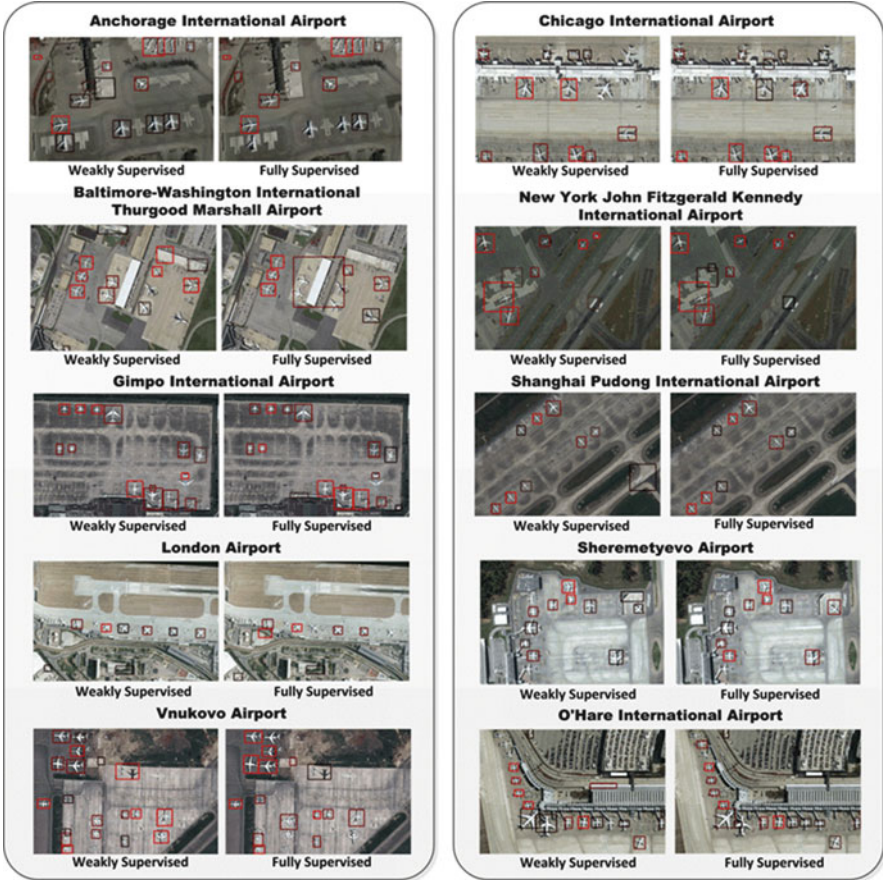 Anchorage International Airport
Weakly Supervised Fully Supervised
Baltimore-Washington International
Thurgood Marshall Airport
Weakly Supervised Fully Supervised
Gimpo International Airport
Weakly Supervised Fully Supervised
London Airport
Weakly Supervised Fully Supervised
Vnukovo Airport
Weakly Supervised Fully Supervised
Chicago International Airport
Weakly Supervised Fully Supervised
New York John Fitzgerald Kennedy
International Airport
Weakly Supervised Fully Supervised
Shanghai Pudong International Airport
Weakly Supervised Fully Supervised
Sheremetyevo Airport
Weakly Supervised Fully Supervised
O'Hare International Airport
Weakly Supervised Fully Supervised